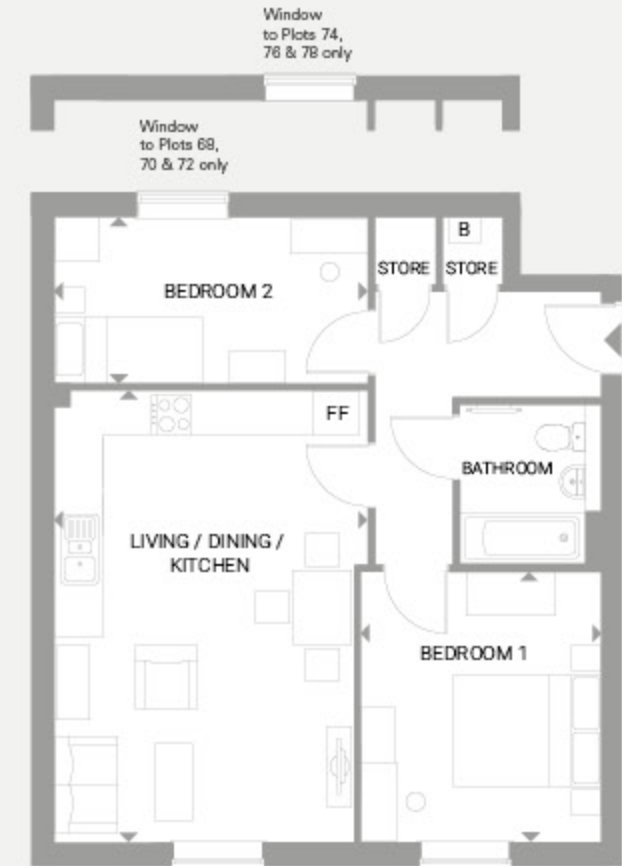 Window
to Plots 74,
76 & 78 only
Window
to Plots 68,
70 & 72 only
B
STORE
STORE
BEDROOM 2
FF
BATHROOM
LIVING / DINING /
KITCHEN
BEDROOM 1